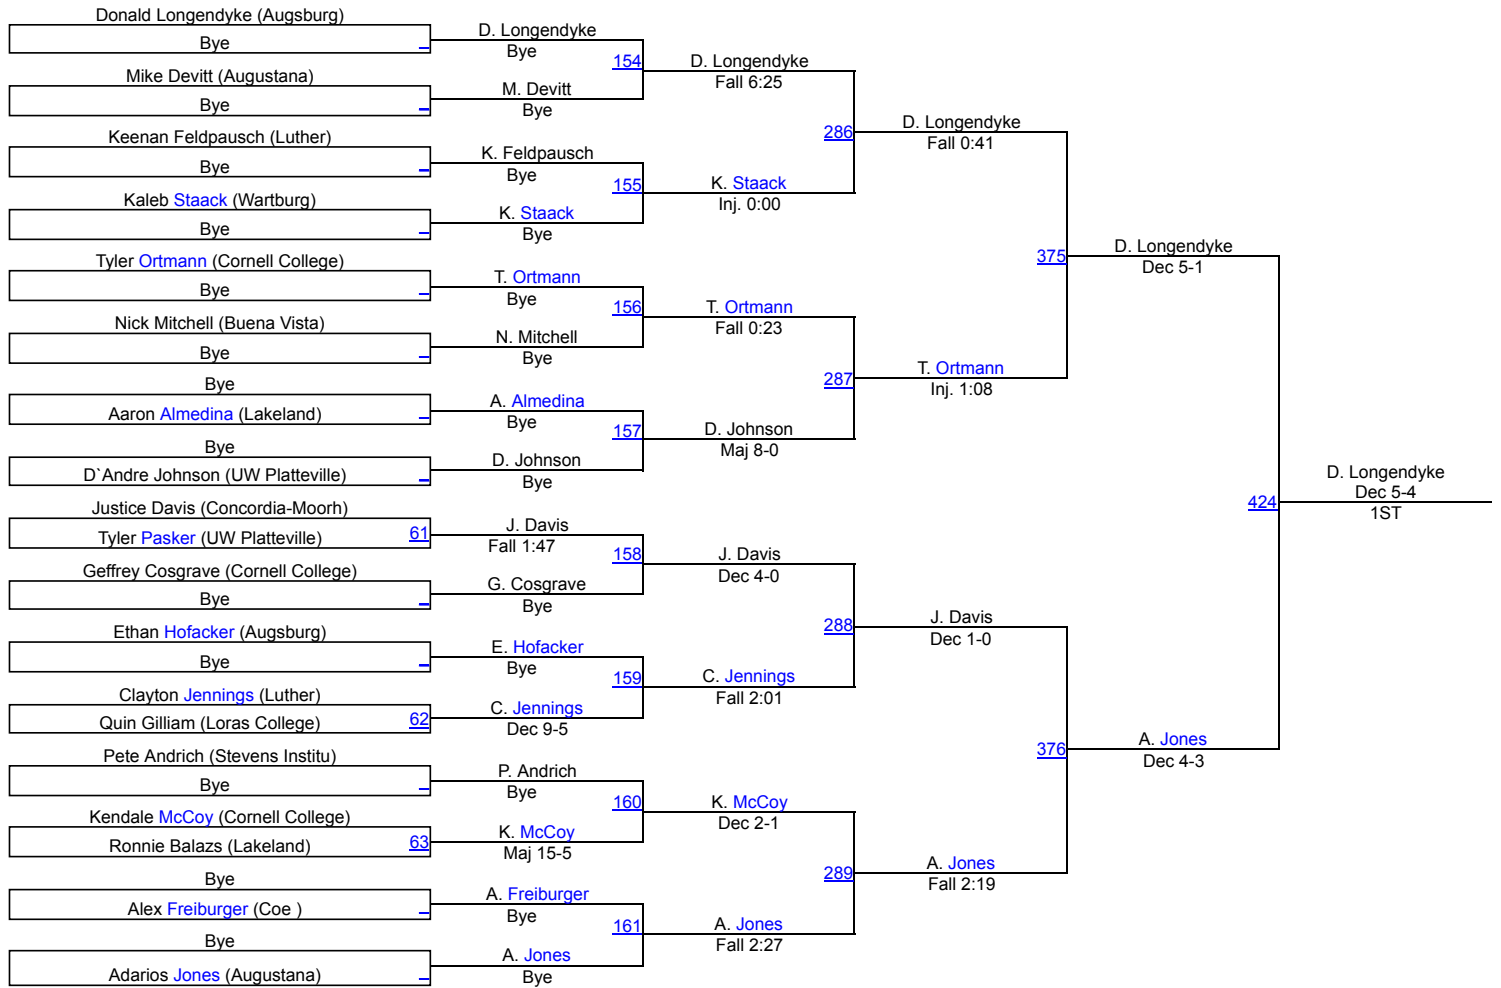 Donald Longendyke (Augsburg)
Bye
Mike Devitt (Augustana)
Bye
Keenan Feldpausch (Luther)
Bye
Kaleb Staack (Wartburg)
Bye
Tyler Ortmann (Cornell College)
Bye
Nick Mitchell (Buena Vista)
Bye
Bye
Aaron Almedina (Lakeland)
Bye
D`Andre Johnson (UW Platteville)
Justice Davis (Concordia-Moorh)
Tyler Pasker (UW Platteville) 61
Geffrey Cosgrave (Cornell College)
Bye
Ethan Hofacker (Augsburg)
Bye
Clayton Jennings (Luther)
Quin Gilliam (Loras College) 62
Pete Andrich (Stevens Institu)
Bye
Kendale McCoy (Cornell College)
Ronnie Balazs (Lakeland) 63
Bye
Alex Freiburger (Coe )
Bye
Adarios Jones (Augustana)
D. Longendyke
Bye
154
M. Devitt
Bye
K. Feldpausch
Bye
155
K. Staack
Bye
T. Ortmann
Bye
156
N. Mitchell
Bye
A. Almedina
Bye
157
D. Johnson
Bye
J. Davis
Fall 1:47
158
G. Cosgrave
Bye
E. Hofacker
Bye
159
C. Jennings
Dec 9-5
P. Andrich
Bye
160
K. McCoy
Maj 15-5
A. Freiburger
Bye
161
A. Jones
Bye
D. Longendyke
Fall 6:25
286
K. Staack
Inj. 0:00
T. Ortmann
Fall 0:23
287
D. Johnson
Maj 8-0
J. Davis
Dec 4-0
288
C. Jennings
Fall 2:01
K. McCoy
Dec 2-1
289
A. Jones
Fall 2:27
D. Longendyke
Fall 0:41
375
T. Ortmann
Inj. 1:08
J. Davis
Dec 1-0
376
A. Jones
Fall 2:19
D. Longendyke
Dec 5-1
424
A. Jones
Dec 4-3
D. Longendyke
Dec 5-4
1ST